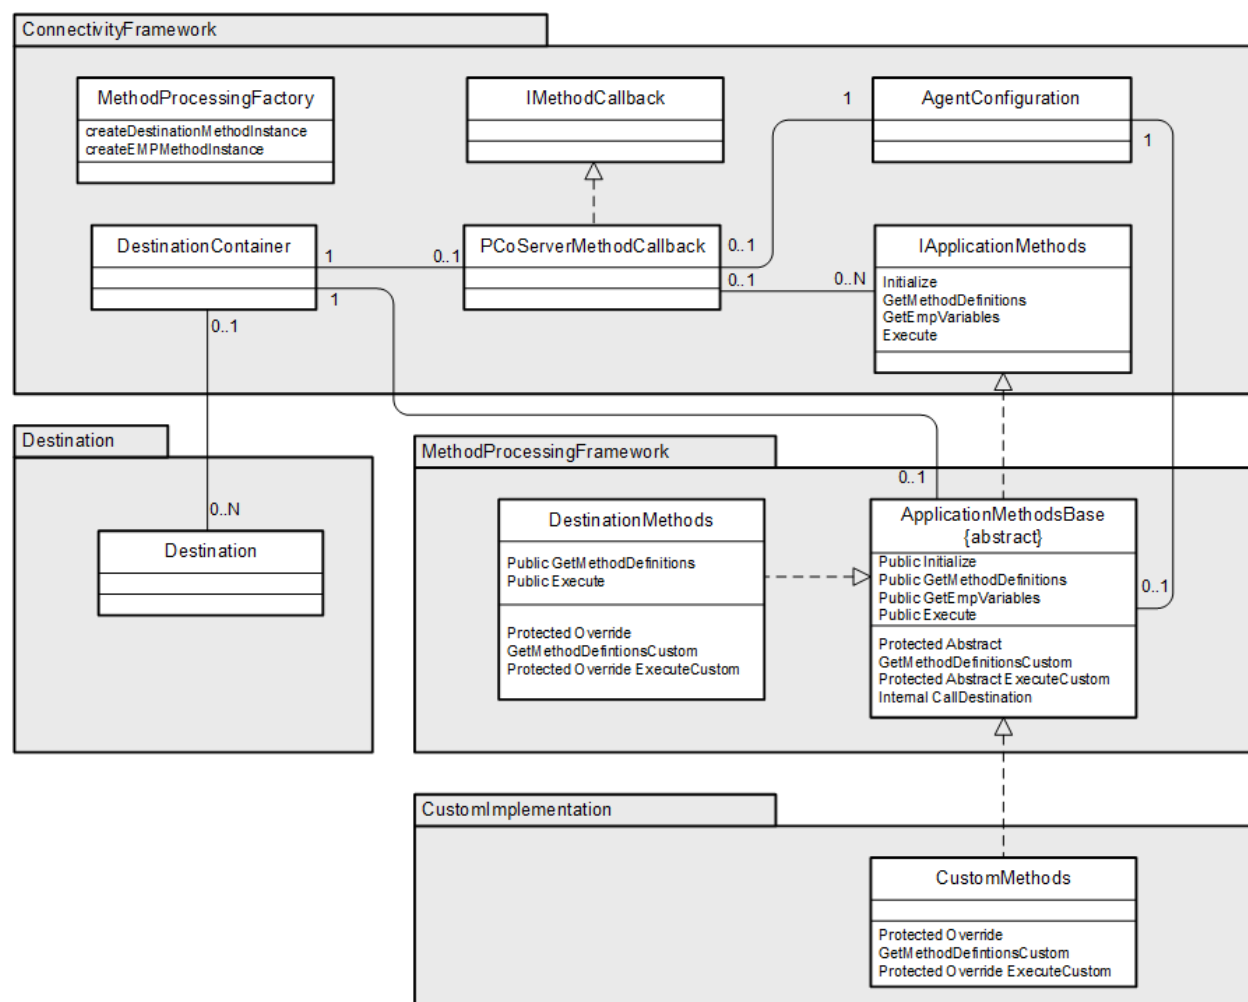 ConnectivityFramework
MethodProcessingFactory
createDestinationMethodInstance
createEMPMethodInstance
IMethodCallback
AgentConfiguration
1
1
DestinationContainer
1
0..1
PCoServerMethodCallback
0..1
0..1
0..N
IApplicationMethods
Initialize
GetMethodDefinitions
GetEmpVariables
Execute
1
0..1
Destination
0..N
Destination
MethodProcessingFramework
0..1
DestinationMethods
Public GetMethodDefinitions
Public Execute
Protected Override
GetMethodDefintionsCustom
Protected Override ExecuteCustom
ApplicationMethodsBase
{abstract}
Public Initialize
Public GetMethodDefinitions
Public GetEmpVariables
Public Execute
0..1
Protected Abstract
GetMethodDefinitionsCustom
Protected Abstract ExecuteCustom
Internal CallDestination
CustomImplementation
CustomMethods
Protected Override
GetMethodDefintionsCustom
Protected Override ExecuteCustom